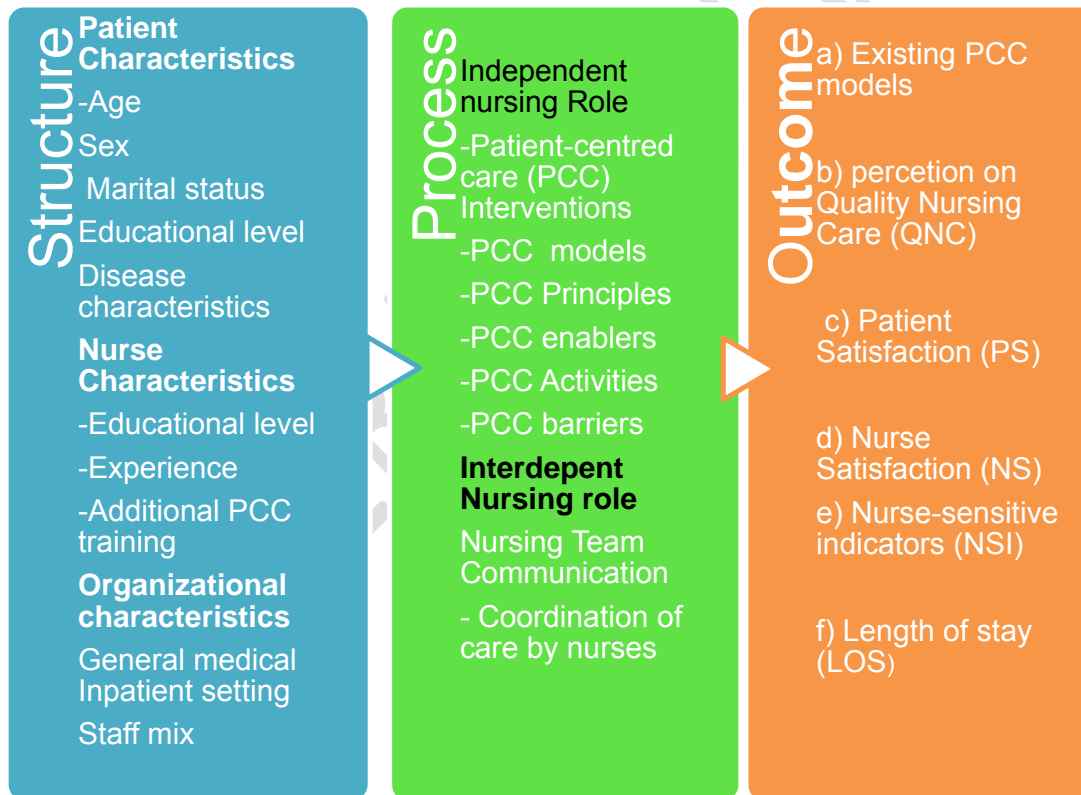 Structure
Patient
Characteristics
-Age
Sex
Marital status
Educational level
Disease
characteristics
Nurse
Characteristics
-Educational level
-Experience
-Additional PCC
training
Organizational
characteristics
General medical
Inpatient setting
Staff mix
Process
Independent
nursing Role
-Patient-centred
care (PCC)
Interventions
-PCC models
-PCC Principles
-PCC enablers
-PCC Activities
-PCC barriers
Interdepent
Nursing role
Nursing Team
Communication
- Coordination of
care by nurses
Outcome
a) Existing PCC
models
b) percetion on
Quality Nursing
Care (QNC)
c) Patient
Satisfaction (PS)
d) Nurse
Satisfaction (NS)
e) Nurse-sensitive
indicators (NSI)
f) Length of stay
(LOS)